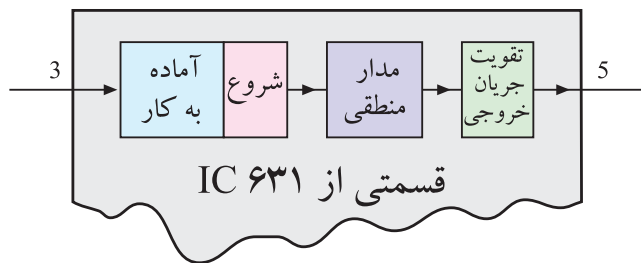 3
آماده
به کار
شروع
مدار
منطقی
تقویت
جریان
خروجی
5
قسمتی از IC ۶۳۱